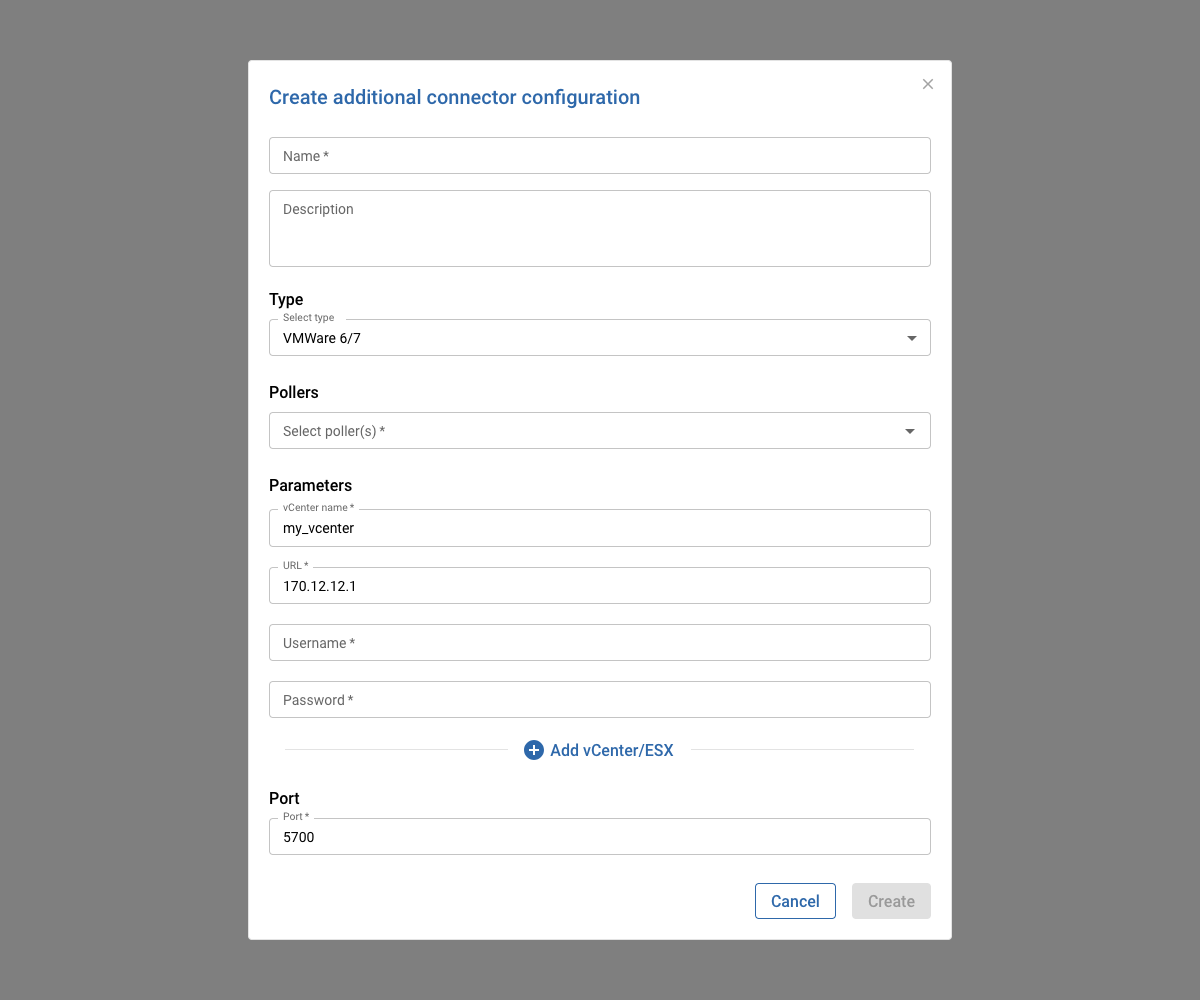 Create additional connector configuration
Name *
Description
Type
Select type
VMWare 6/7
Pollers
Select poller(s) *
Parameters
vCenter name *
my_vcenter
URL *
170.12.12.1
Username *
Password *
Add vCenter/ESX
Port
Port *
5700
Cancel
Create